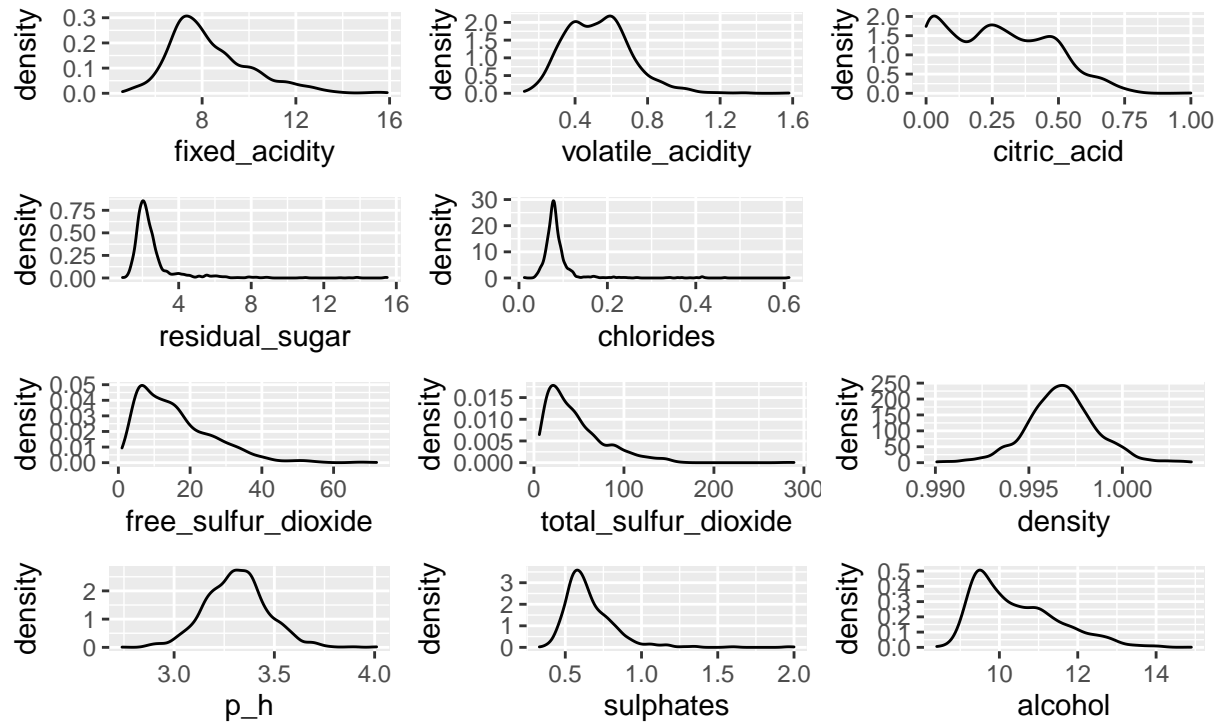 density
0.3
0.2
0.1
0.0
8 12 16
fixed_acidity
density
2.0
1.5
1.0
0.5
0.0
0.4 0.8 1.2 1.6
volatile_acidity
density
2.0
1.5
1.0
0.5
0.0
0.00 0.25 0.50 0.75 1.00
citric_acid
density
0.75
0.50
0.25
0.00
4 8 12 16
residual_sugar
density
30
20
10
0
0.0 0.2 0.4 0.6
chlorides
density
0.05
0.04
0.03
0.02
0.01
0.00
0 20 40 60
free_sulfur_dioxide
density
0.015
0.010
0.005
0.000
0 100 200 300
total_sulfur_dioxide
density
250
200
150
100
50
0
0.990 0.995 1.000
density
density
2
1
0
3.0 3.5 4.0
p_h
density
3
2
1
0
0.5 1.0 1.5 2.0
sulphates
density
0.5
0.4
0.3
0.2
0.1
0.0
10 12 14
alcohol